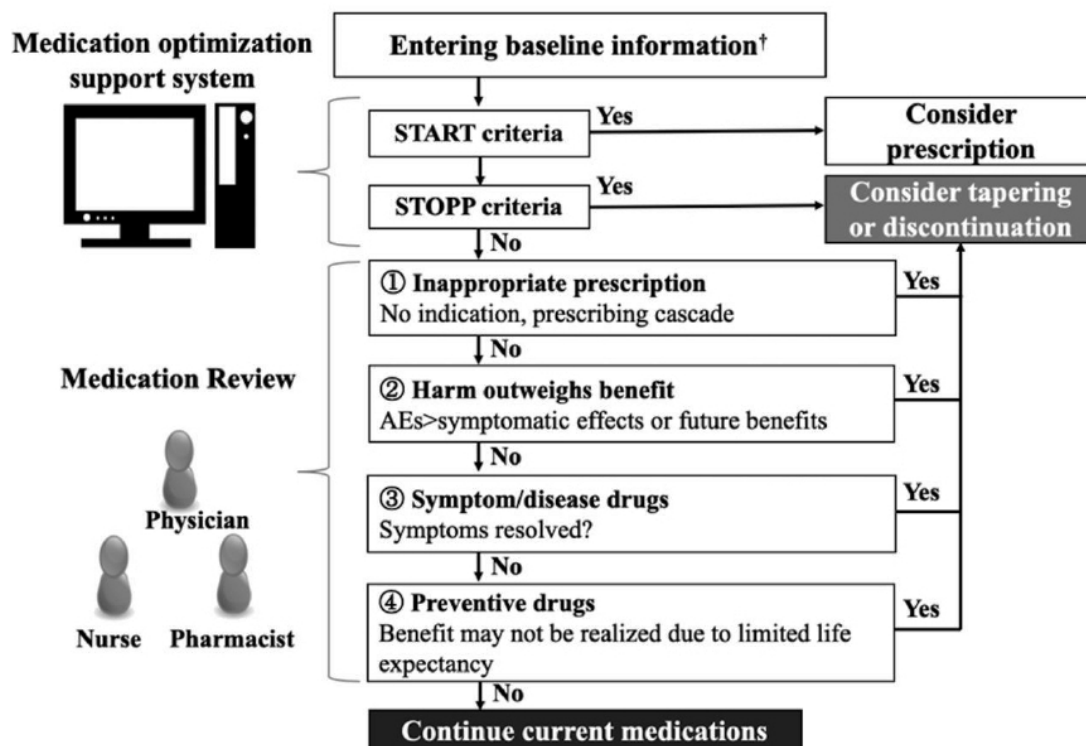 Medication optimization
support system
Entering baseline information†
START criteria
Yes
Consider
prescription
STOPP criteria
Yes
Consider tapering
or discontinuation
No
Medication Review
① Inappropriate prescription
No indication, prescribing cascade
Yes
No
② Harm outweighs benefit
AEs>symptomatic effects or future benefits
Yes
No
③ Symptom/disease drugs
Symptoms resolved?
Yes
No
④ Preventive drugs
Benefit may not be realized due to limited life
expectancy
Yes
No
Physician
Nurse
Pharmacist
Continue current medications